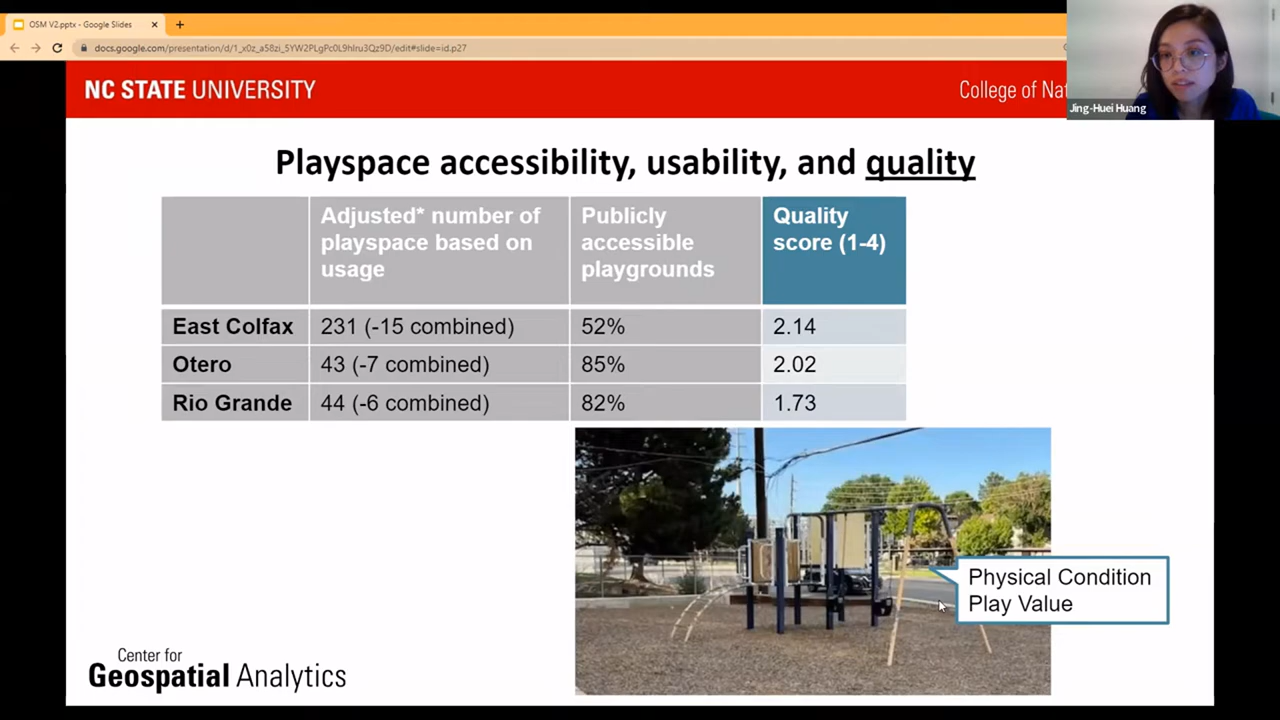 OSM V2.pptx - Google Slides
docs.google.com/presentation/d/1_x0z_a58zi_5YW2PLgPc0L9hlru3Qz9D/edit#slide=id.p27
NC STATE UNIVERSITY
College of Nat
Jing-Huei Huang
Playspace accessibility, usability, and quality
Adjusted* number of
playspace based on
usage
Publicly
accessible
playgrounds
Quality
score (1-4)
East Colfax 231 (-15 combined) 52% 2.14
Otero 43 (-7 combined) 85% 2.02
Rio Grande 44 (-6 combined) 82% 1.73
Physical Condition
Play Value
Center for
Geospatial Analytics